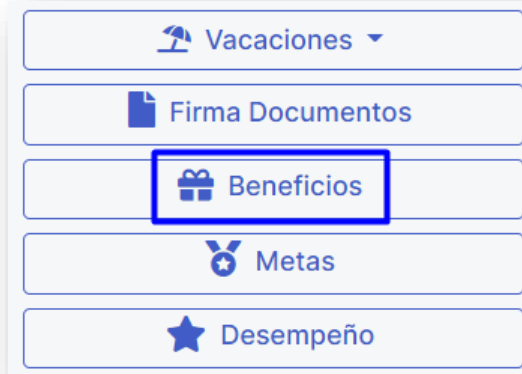 Vacaciones
Firma Documentos
Beneficios
Metas
Desempeño